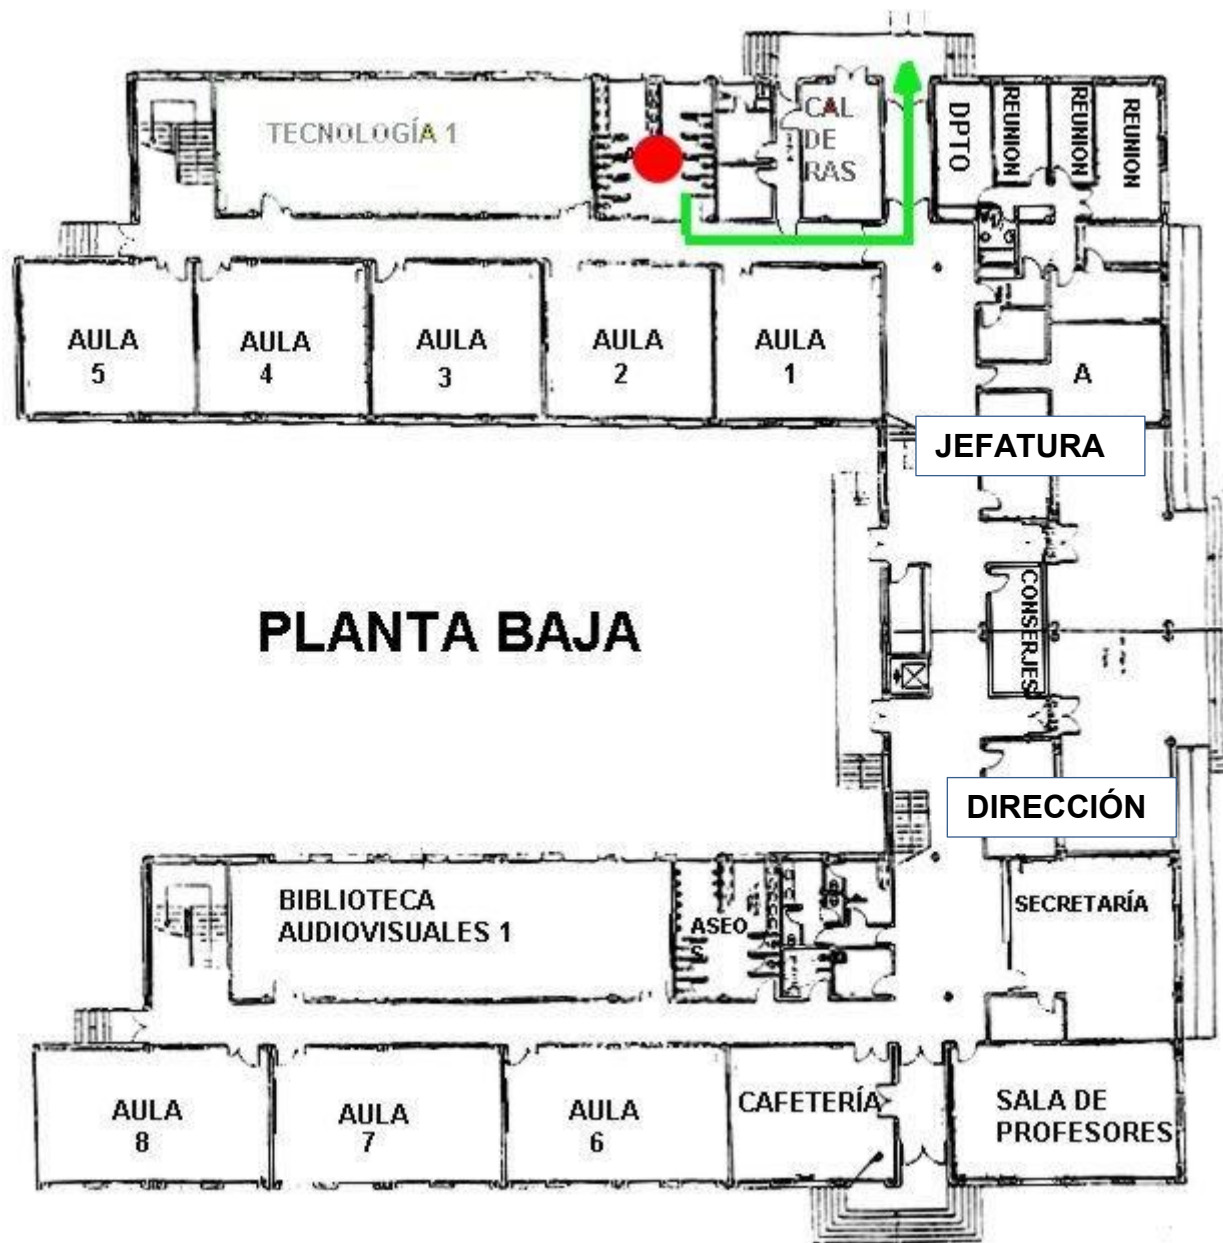 TECNOLOGÍA 1
CAL
DE
RAS
DPTO
REUNION
REUNION
REUNION
AULA
5
AULA
4
AULA
3
AULA
2
AULA
1
A
JEFATURA
PLANTA BAJA
CONSERJES
DIRECCIÓN
BIBLIOTECA
AUDIOVISUALES 1
ASEO
SECRETARÍA
AULA
8
AULA
7
AULA
6
CAFETERÍA
SALA DE
PROFESORES